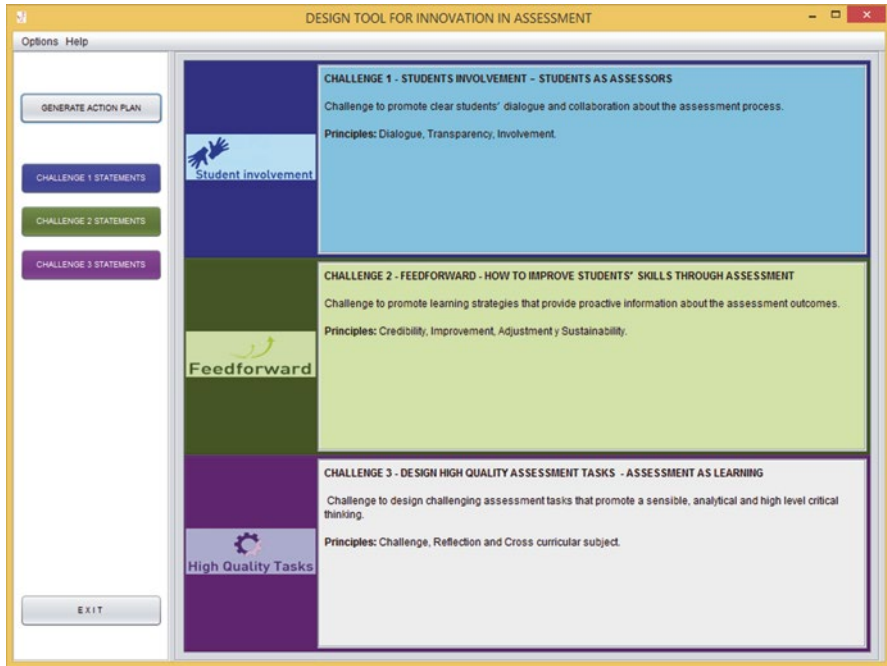 DESIGN TOOL FOR INNOVATION IN ASSESSMENT
Options Help
GENERATE ACTION PLAN
CHALLENGE 1 STATEMENTS
CHALLENGE 2 STATEMENTS
CHALLENGE 3 STATEMENTS
EXIT
Student involvement
CHALLENGE 1 - STUDENTS INVOLVEMENT – STUDENTS AS ASSESSORS
Challenge to promote clear students' dialogue and collaboration about the assessment process.
Principles: Dialogue, Transparency, Involvement.
Feedforward
CHALLENGE 2 - FEEDFORWARD - HOW TO IMPROVE STUDENTS' SKILLS THROUGH ASSESSMENT
Challenge to promote learning strategies that provide proactive information about the assessment outcomes.
Principles: Credibility, Improvement, Adjustment y Sustainability.
High Quality Tasks
CHALLENGE 3 - DESIGN HIGH QUALITY ASSESSMENT TASKS - ASSESSMENT AS LEARNING
Challenge to design challenging assessment tasks that promote a sensible, analytical and high level critical
thinking.
Principles: Challenge, Reflection and Cross curricular subject.